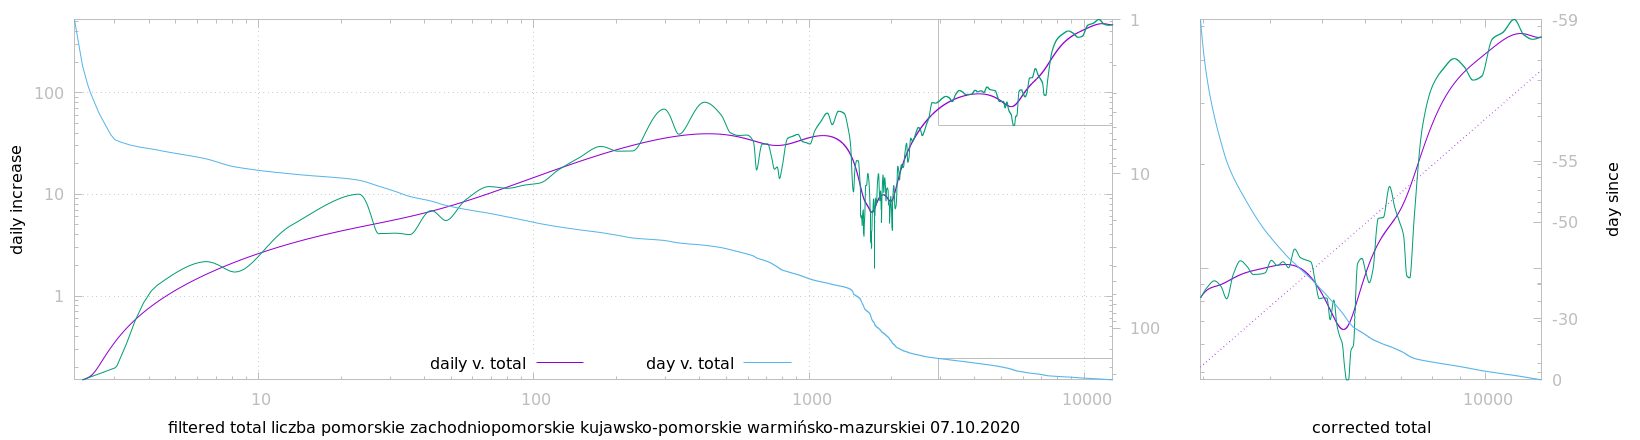 1
-59
100
10
-55
daily increase
10
-50
day since
1
-30
100
daily v. total
day v. total
0
10
100
1000
10000
10000
filtered total liczba pomorskie zachodniopomorskie kujawsko-pomorskie warmińsko-mazurskiei 07.10.2020
corrected total